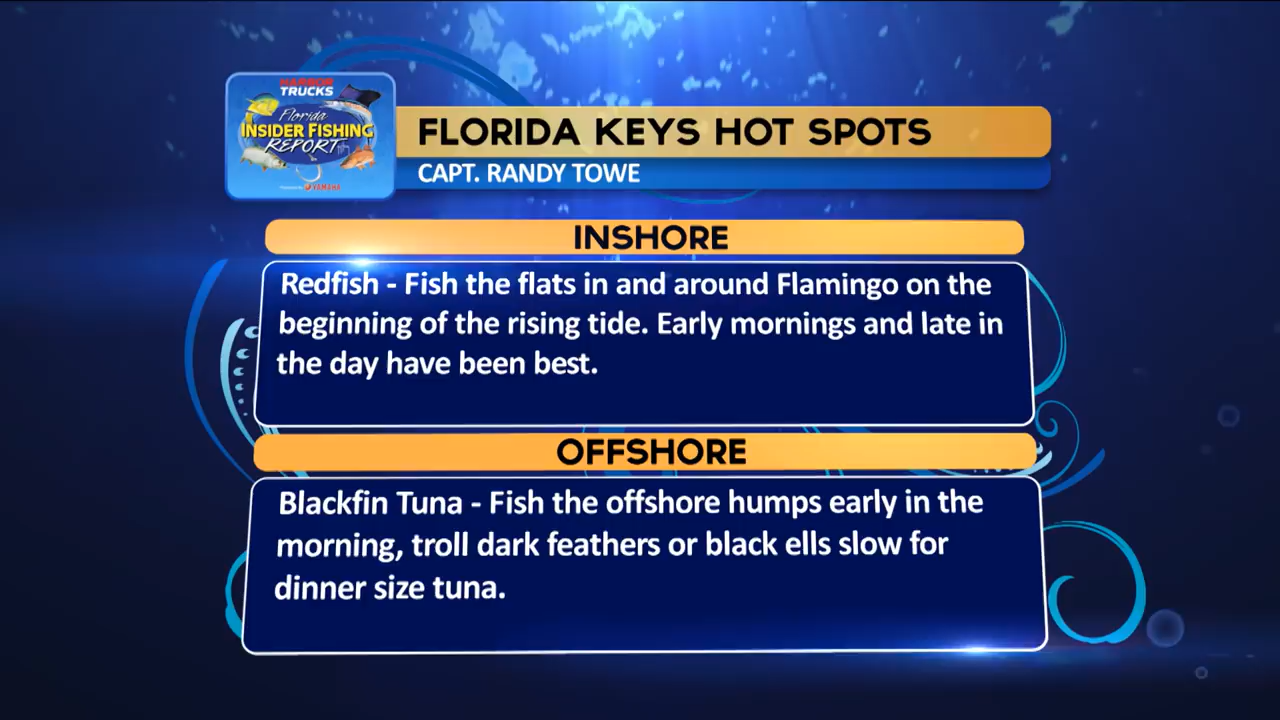 HARBOR
TRUCKS
Florida
INSIDER FISHING
REPORT
YAMAHA
FLORIDA KEYS HOT SPOTS
CAPT. RANDY TOWE
INSHORE
Redfish - Fish the flats in and around Flamingo on the
beginning of the rising tide. Early mornings and late in
the day have been best.
OFFSHORE
Blackfin Tuna - Fish the offshore humps early in the
morning, troll dark feathers or black ells slow for
dinner size tuna.